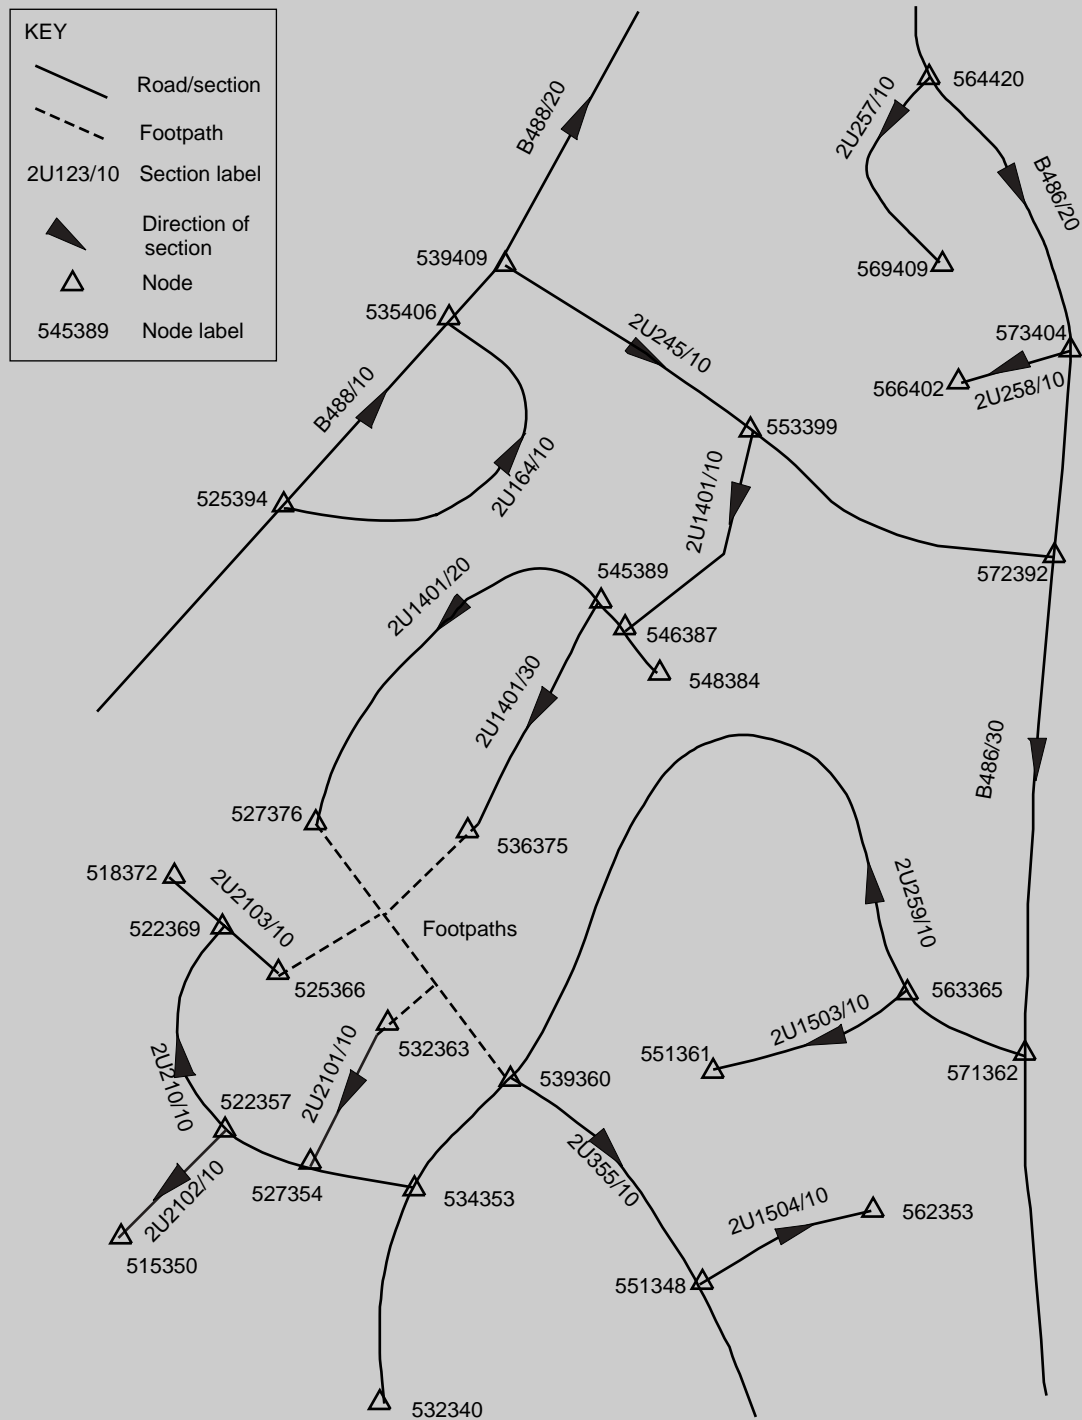 KEY
Road/section
Footpath
2U123/10 Section label
Direction of
section
Node
545389 Node label
B488/20
564420
2U257/10
B486/20
539409
569409
535406
2U245/10
573404
566402
2U258/10
B488/10
553399
2U164/10
2U1401/10
525394
572392
2U1401/20
545389
546387
548384
2U1401/30
B486/30
527376
536375
518372
2U2103/10
522369
Footpaths
2U259/10
525366
563365
2U1503/10
532363
551361
2U2101/10
539360
571362
2U210/10
522357
2U355/10
527354
534353
2U2102/10
2U1504/10
562353
515350
551348
532340